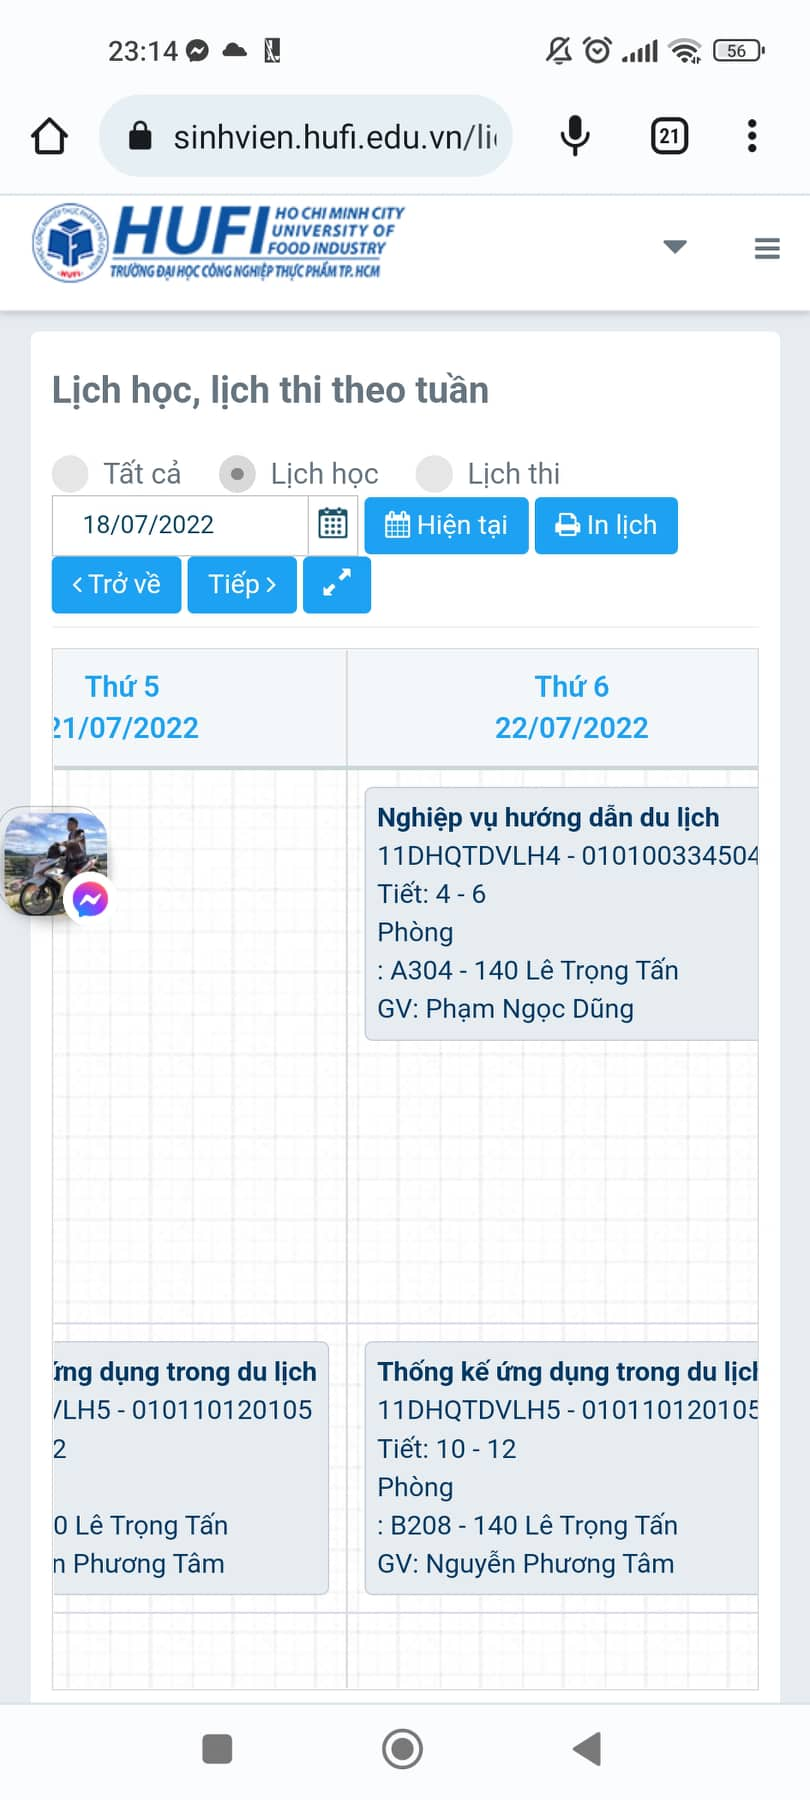 23:14
56
sinhvien.hufi.edu.vn/lic
21
HUFI
HO CHI MINH CITY
UNIVERSITY OF
FOOD INDUSTRY
TRƯỜNG ĐẠI HỌC CÔNG NGHIỆP THỰC PHẨM TP. HCM
Lịch học, lịch thi theo tuần
Tất cả Lịch học Lịch thi
18/07/2022 Hiện tại In lịch
Trở về Tiếp
Thứ 5 Thứ 6
21/07/2022 22/07/2022
Nghiệp vụ hướng dẫn du lịch
11DHQTDVLH4 - 010100334504
Tiết: 4 - 6
Phòng
: A304 - 140 Lê Trọng Tấn
GV: Phạm Ngọc Dũng
ứng dụng trong du lịch
VLH5 - 010110120105
2
0 Lê Trọng Tấn
n Phương Tâm
Thống kế ứng dụng trong du lịch
11DHQTDVLH5 - 010110120105
Tiết: 10 - 12
Phòng
: B208 - 140 Lê Trọng Tấn
GV: Nguyễn Phương Tâm